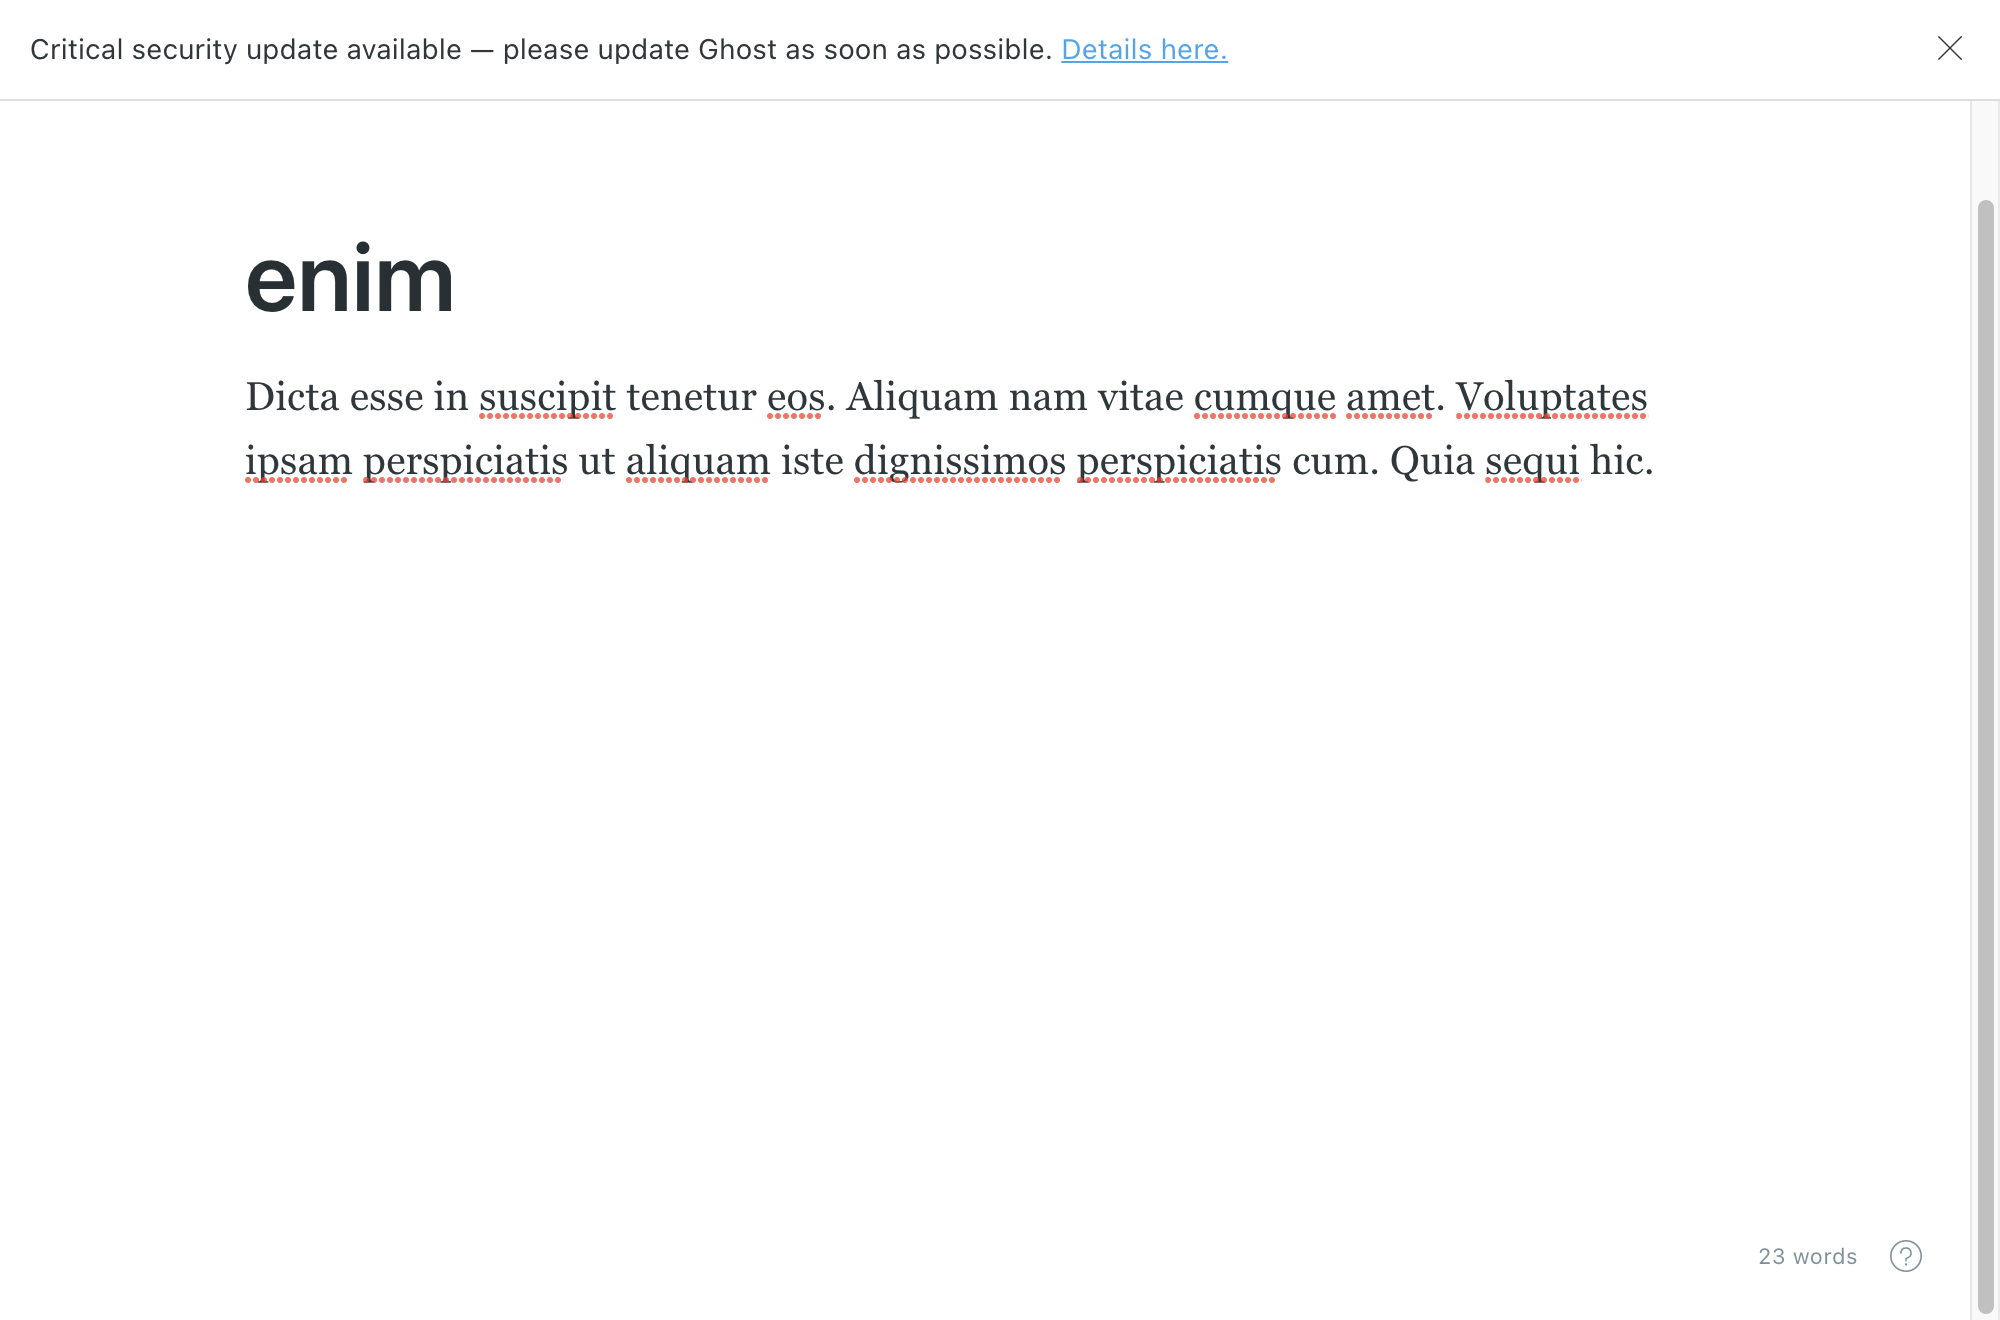 Critical security update available — please update Ghost as soon as possible. Details here.
enim
Dicta esse in suscipit tenetur eos. Aliquam nam vitae cumque amet. Voluptates
ipsam perspiciatis ut aliquam iste dignissimos perspiciatis cum. Quia sequi hic.
23 words
?